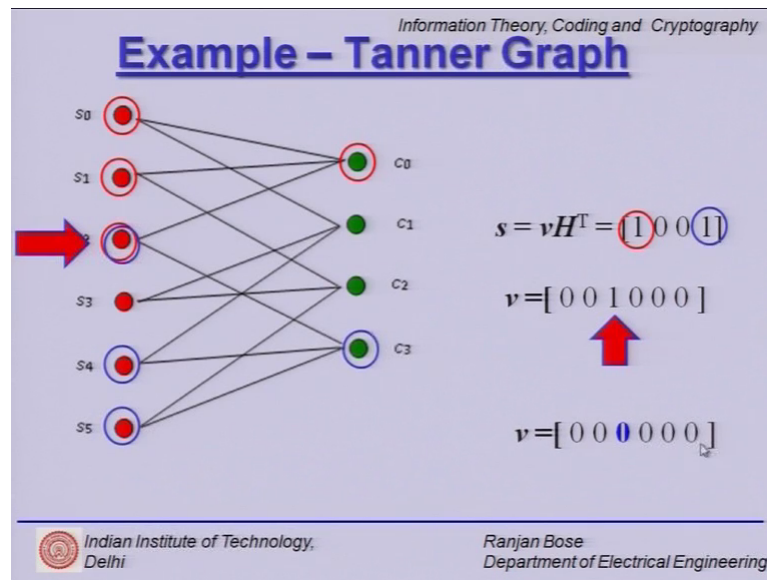 Information Theory, Coding and Cryptography
Example – Tanner Graph
S0
S1
S3
S4
S5
C0
C1
C2
C3
s = vHᵀ = [1 0 0 1]
v =[ 0 0 1 0 0 0 ]
v =[ 0 0 0 0 0 0 ]
Indian Institute of Technology,
Delhi
Ranjan Bose
Department of Electrical Engineering